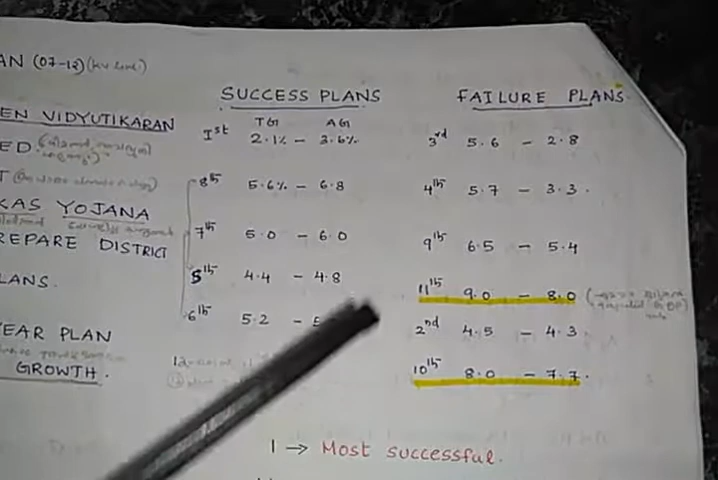 AN (07-12)
SUCCESS PLANS
FAILURE PLANS
EN VIDYUTIKARAN
ED
KAS YOJANA
REPARE DISTRICT
LANS.
EAR PLAN
GROWTH.
TG AG
Ist 2.1% - 3.6%
8th 5.6% - 6.8
7th 5.0 - 6.0
5th 4.4 - 4.8
6th 5.2 - 5
3rd 5.6 - 2.8
4th 5.7 - 3.3.
9th 6.5 - 5.4
11th 9.0 - 8.0
2nd 4.5 - 4.3
10th 8.0 - 7.7.
I → Most successful.